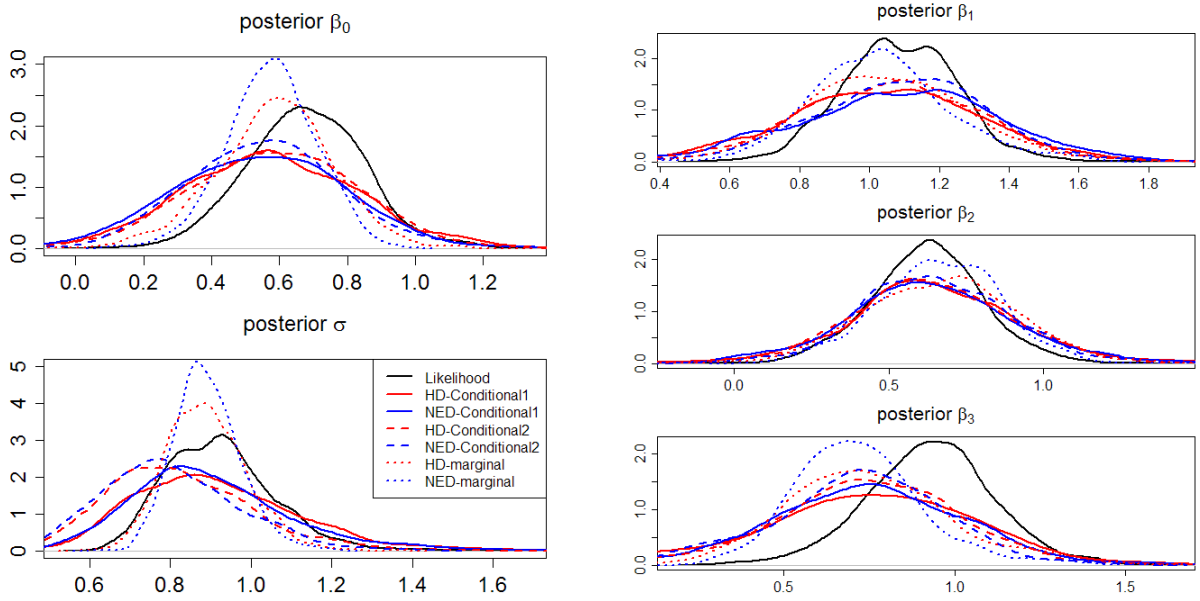 posterior β0
0.0 1.0 2.0 3.0
0.0 0.2 0.4 0.6 0.8 1.0 1.2
posterior σ
0 1 2 3 4 5
0.6 0.8 1.0 1.2 1.4 1.6
Likelihood
HD-Conditional1
NED-Conditional1
HD-Conditional2
NED-Conditional2
HD-marginal
NED-marginal
posterior β1
0.0 1.0 2.0
0.4 0.6 0.8 1.0 1.2 1.4 1.6 1.8
posterior β2
0.0 1.0 2.0
0.0 0.5 1.0
posterior β3
0.0 1.0 2.0
0.5 1.0 1.5